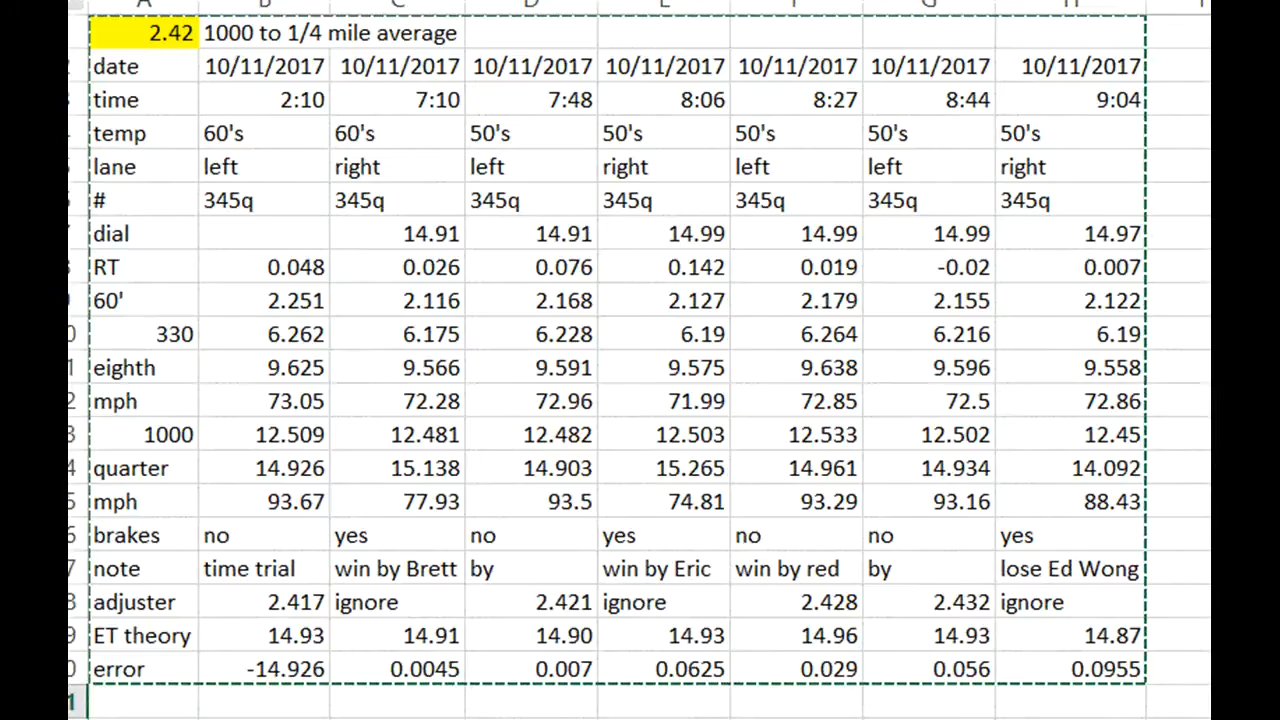 2.42 1000 to 1/4 mile average
date 10/11/2017 10/11/2017 10/11/2017 10/11/2017 10/11/2017 10/11/2017 10/11/2017
time 2:10 7:10 7:48 8:06 8:27 8:44 9:04
temp 60's 60's 50's 50's 50's 50's 50's
lane left right left right left left right
# 345q 345q 345q 345q 345q 345q 345q
dial 14.91 14.91 14.99 14.99 14.99 14.97
RT 0.048 0.026 0.076 0.142 0.019 -0.02 0.007
60' 2.251 2.116 2.168 2.127 2.179 2.155 2.122
330 6.262 6.175 6.228 6.19 6.264 6.216 6.19
eighth 9.625 9.566 9.591 9.575 9.638 9.596 9.558
mph 73.05 72.28 72.96 71.99 72.85 72.5 72.86
1000 12.509 12.481 12.482 12.503 12.533 12.502 12.45
quarter 14.926 15.138 14.903 15.265 14.961 14.934 14.092
mph 93.67 77.93 93.5 74.81 93.29 93.16 88.43
brakes no yes no yes no no yes
note time trial win by Brett by win by Eric win by red by lose Ed Wong
adjuster 2.417 ignore 2.421 ignore 2.428 2.432 ignore
ET theory 14.93 14.91 14.90 14.93 14.96 14.93 14.87
error -14.926 0.0045 0.007 0.0625 0.029 0.056 0.0955